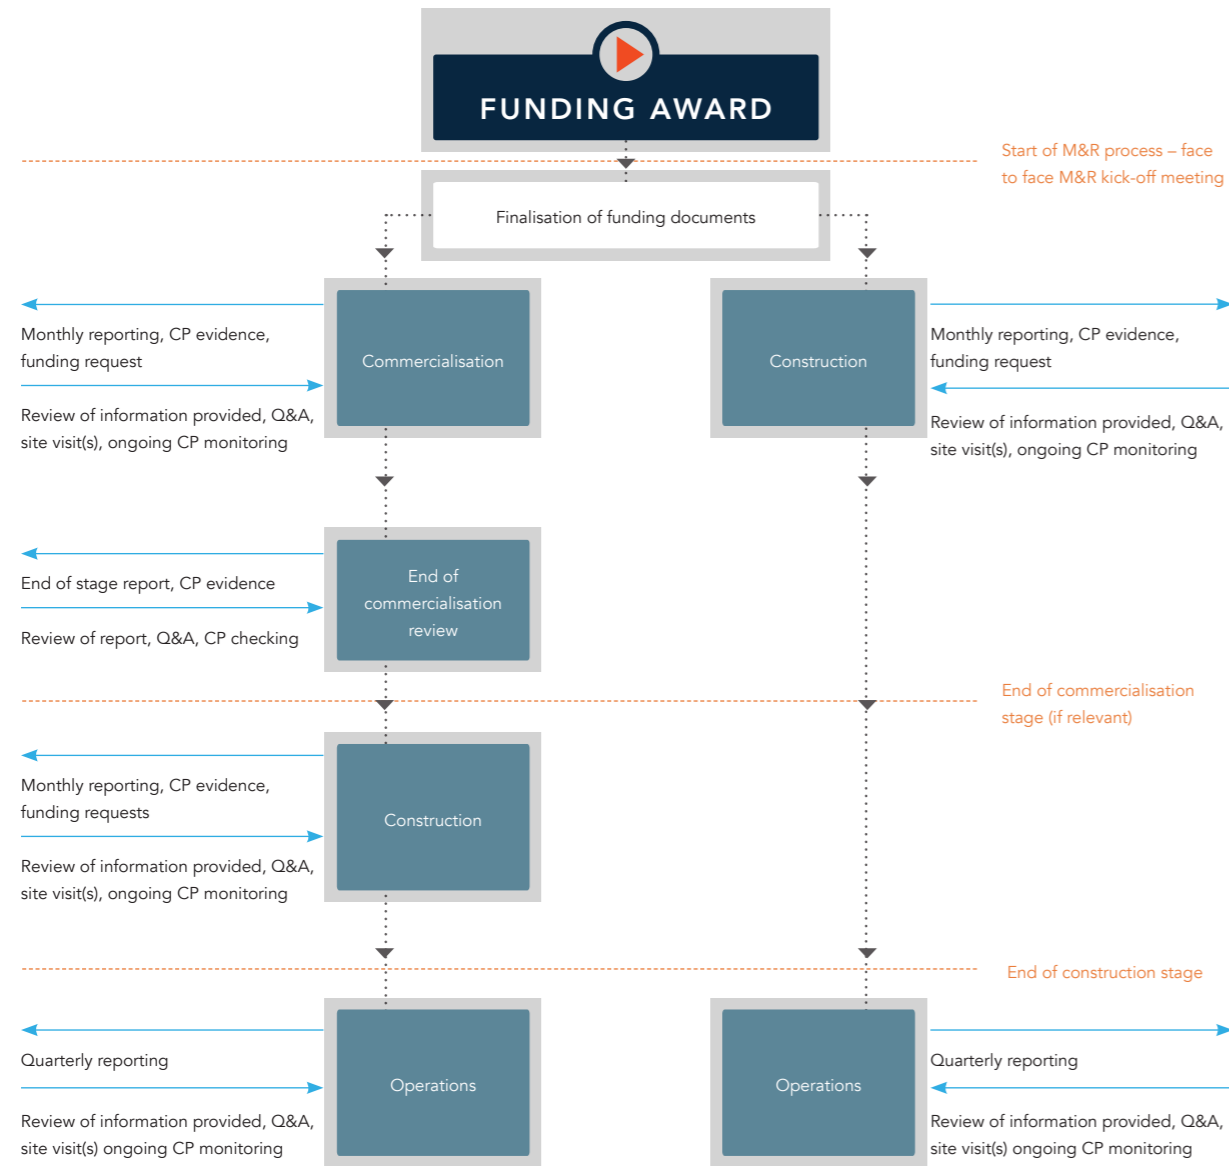 FUNDING AWARD
Start of M&R process – face
to face M&R kick-off meeting
Finalisation of funding documents
Monthly reporting, CP evidence,
funding request
Review of information provided, Q&A,
site visit(s), ongoing CP monitoring
Commercialisation
Construction
Monthly reporting, CP evidence,
funding request
Review of information provided, Q&A,
site visit(s), ongoing CP monitoring
End of stage report, CP evidence
Review of report, Q&A, CP checking
End of
commercialisation
review
End of commercialisation
stage (if relevant)
Monthly reporting, CP evidence,
funding requests
Review of information provided, Q&A,
site visit(s), ongoing CP monitoring
Construction
End of construction stage
Quarterly reporting
Review of information provided, Q&A,
site visit(s) ongoing CP monitoring
Operations
Operations
Quarterly reporting
Review of information provided, Q&A,
site visit(s) ongoing CP monitoring